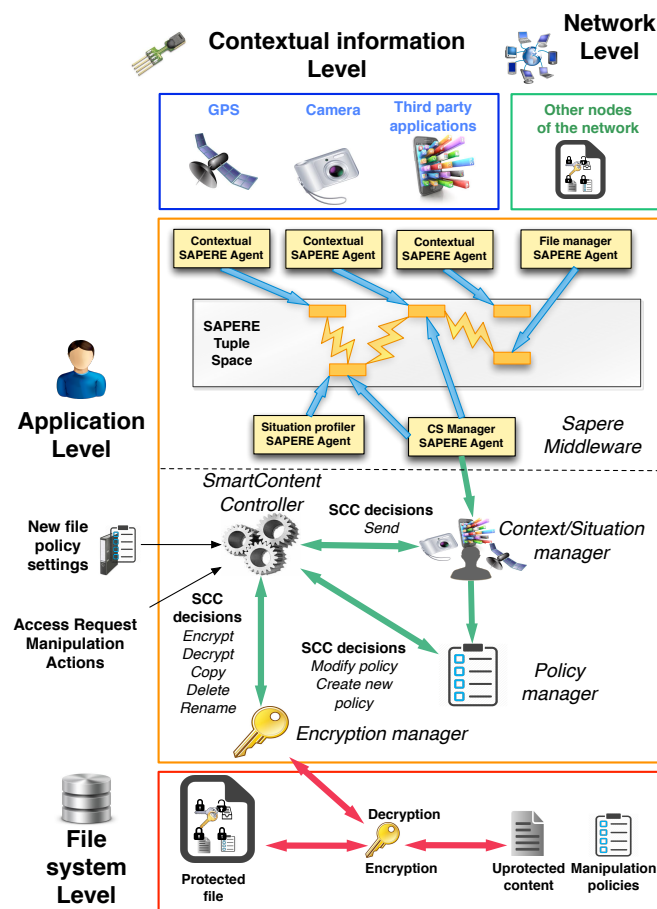 Contextual information
Level
Network
Level
GPS
Camera
Third party
applications
Other nodes
of the network
Contextual
SAPERE Agent
Contextual
SAPERE Agent
Contextual
SAPERE Agent
File manager
SAPERE Agent
SAPERE
Tuple
Space
Application
Level
Situation profiler
SAPERE Agent
CS Manager
SAPERE Agent
Sapere
Middleware
SmartContent
Controller
SCC decisions
Send
Context/Situation
manager
New file
policy
settings
Access Request
Manipulation
Actions
SCC
decisions
Encrypt
Decrypt
Copy
Delete
Rename
SCC decisions
Modify policy
Create new
policy
Policy
manager
Encryption manager
File
system
Level
Protected
file
Decryption
Encryption
Uprotected
content
Manipulation
policies